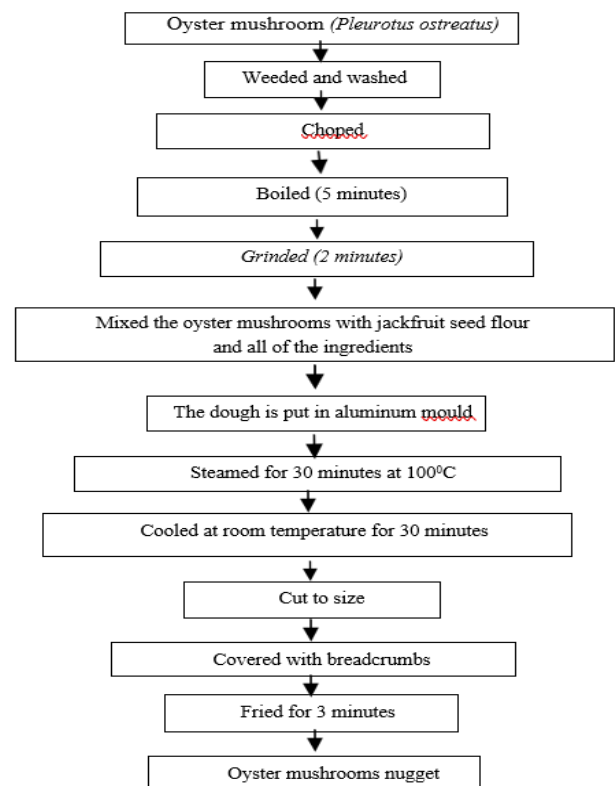 Oyster mushroom (Pleurotus ostreatus)
Weeded and washed
Choped
Boiled (5 minutes)
Grinded (2 minutes)
Mixed the oyster mushrooms with jackfruit seed flour
and all of the ingredients
The dough is put in aluminum mould
Steamed for 30 minutes at 100⁰C
Cooled at room temperature for 30 minutes
Cut to size
Covered with breadcrumbs
Fried for 3 minutes
Oyster mushrooms nugget